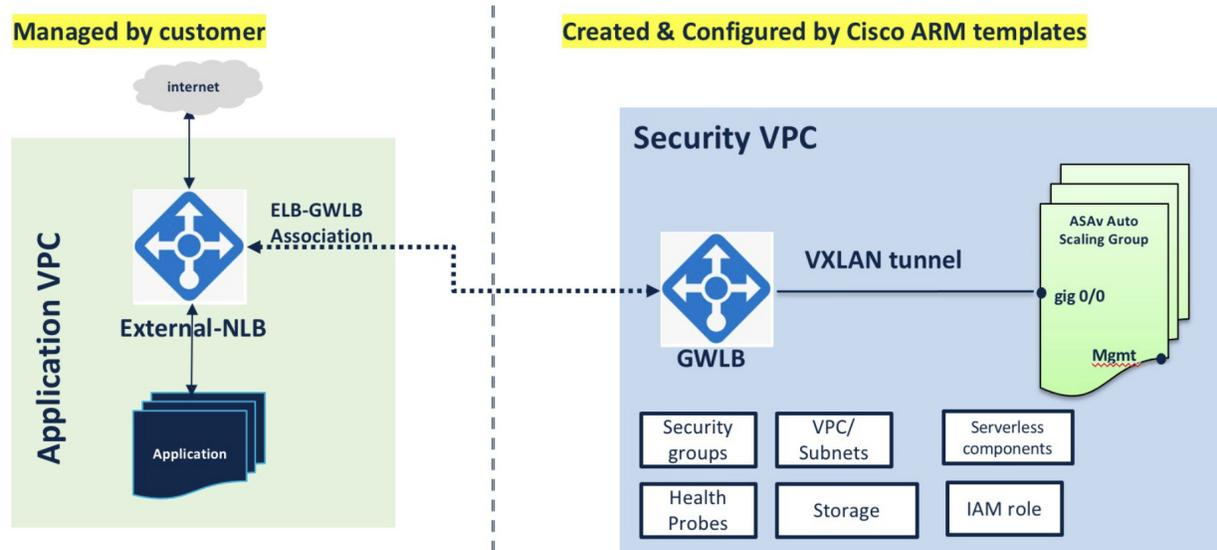 Managed by customer
Created & Configured by Cisco ARM templates
internet
Application VPC
ELB-GWLB
Association
External-NLB
Application
Security VPC
ASAv Auto
Scaling Group
VXLAN tunnel
gig 0/0
Mgmt
GWLB
Security
groups
VPC/
Subnets
Serverless
components
Health
Probes
Storage
IAM role